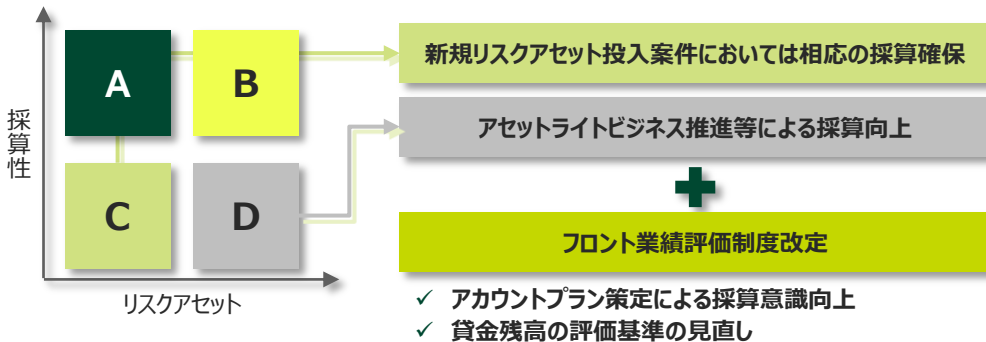 採算性
A
B
C
D
リスクアセット
新規リスクアセット投入案件においては相応の採算確保
アセットライトビジネス推進等による採算向上
フロント業績評価制度改定
✓ アカウントプラン策定による採算意識向上
✓ 貸金残高の評価基準の見直し